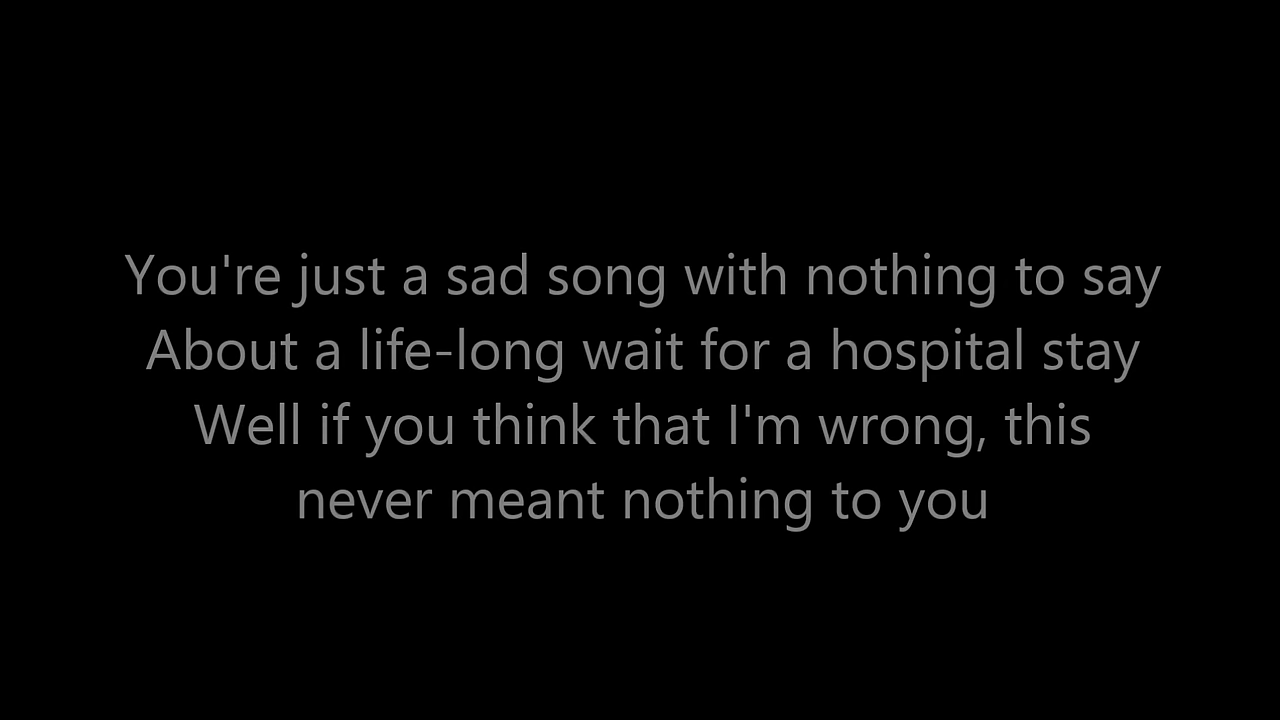 You're just a sad song with nothing to say
About a life-long wait for a hospital stay
Well if you think that I'm wrong, this
never meant nothing to you